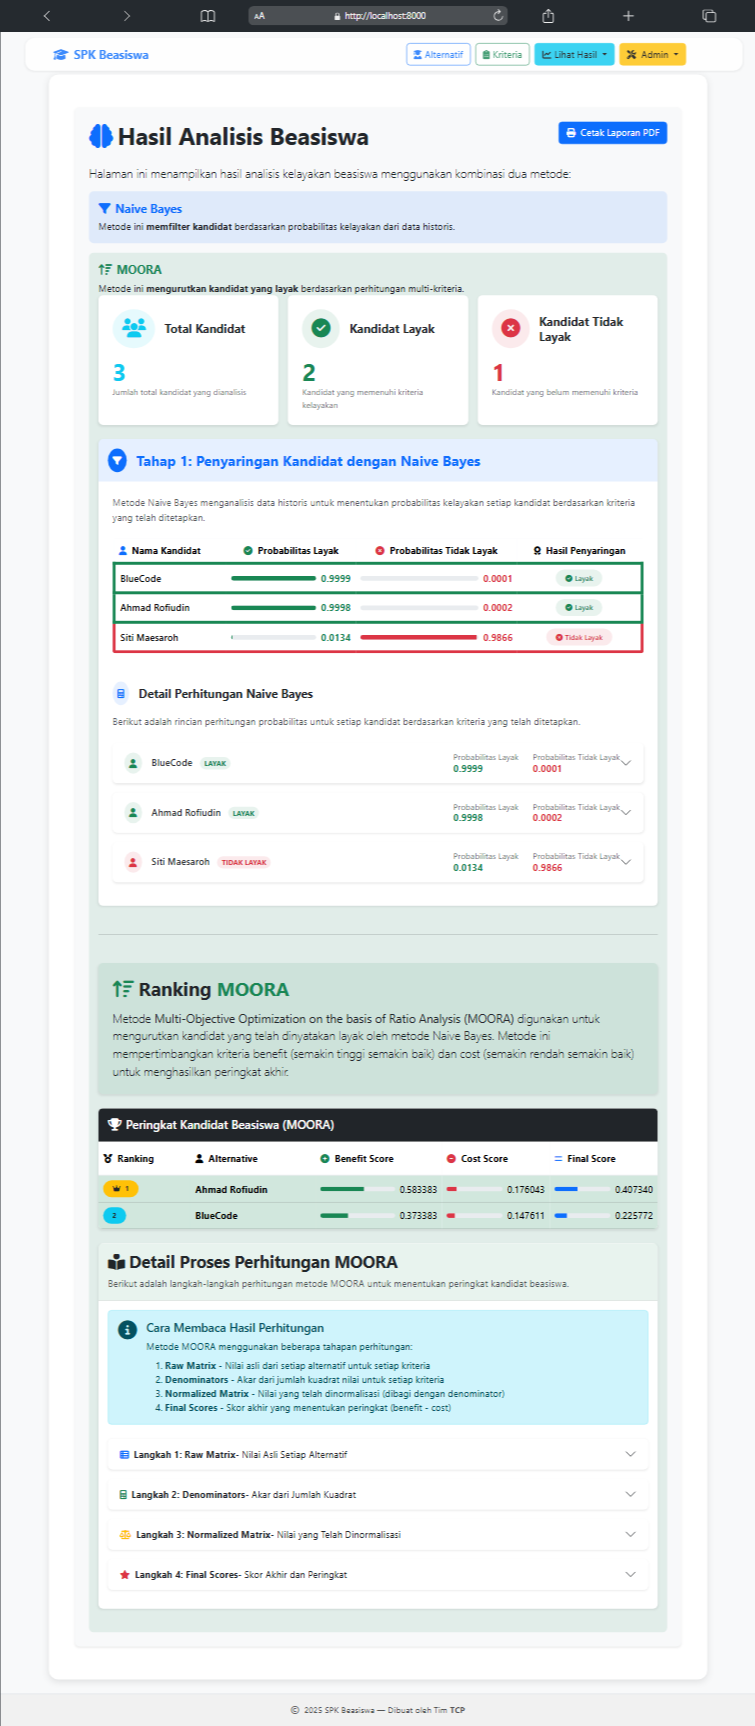 AA http://localhost:8000
SPK Beasiswa
Alternatif
Kriteria
Lihat Hasil
Admin
Hasil Analisis Beasiswa
Cetak Laporan PDF
Halaman ini menampilkan hasil analisis kelayakan beasiswa menggunakan kombinasi dua metode:
Naive Bayes
Metode ini memfilter kandidat berdasarkan probabilitas kelayakan dari data historis.
MOORA
Metode ini mengurutkan kandidat yang layak berdasarkan perhitungan multi-kriteria.
Total Kandidat
3
Jumlah total kandidat yang dianalisis
Kandidat Layak
2
Kandidat yang memenuhi kriteria
kelayakan
Kandidat Tidak
Layak
1
Kandidat yang belum memenuhi kriteria
Tahap 1: Penyaringan Kandidat dengan Naive Bayes
Metode Naive Bayes menganalisis data historis untuk menentukan probabilitas kelayakan setiap kandidat berdasarkan kriteria
yang telah ditetapkan.
Nama Kandidat Probabilitas Layak Probabilitas Tidak Layak Hasil Penyaringan
BlueCode 0.9999 0.0001 Layak
Ahmad Rofiudin 0.9998 0.0002 Layak
Siti Maesaroh 0.0134 0.9866 Tidak Layak
Detail Perhitungan Naive Bayes
Berikut adalah rincian perhitungan probabilitas untuk setiap kandidat berdasarkan kriteria yang telah ditetapkan.
BlueCode LAYAK
Probabilitas Layak Probabilitas Tidak Layak
0.9999 0.0001
Ahmad Rofiudin LAYAK
Probabilitas Layak Probabilitas Tidak Layak
0.9998 0.0002
Siti Maesaroh TIDAK LAYAK
Probabilitas Layak Probabilitas Tidak Layak
0.0134 0.9866
Ranking MOORA
Metode Multi-Objective Optimization on the basis of Ratio Analysis (MOORA) digunakan untuk
mengurutkan kandidat yang telah dinyatakan layak oleh metode Naive Bayes. Metode ini
mempertimbangkan kriteria benefit (semakin tinggi semakin baik) dan cost (semakin rendah semakin baik)
untuk menghasilkan peringkat akhir.
Peringkat Kandidat Beasiswa (MOORA)
Ranking Alternative Benefit Score Cost Score Final Score
1 Ahmad Rofiudin 0.583383 0.176043 0.407340
2 BlueCode 0.373383 0.147611 0.225772
Detail Proses Perhitungan MOORA
Berikut adalah langkah-langkah perhitungan metode MOORA untuk menentukan peringkat kandidat beasiswa.
Cara Membaca Hasil Perhitungan
Metode MOORA menggunakan beberapa tahapan perhitungan:
1. Raw Matrix - Nilai asli dari setiap alternatif untuk setiap kriteria
2. Denominators - Akar dari jumlah kuadrat nilai untuk setiap kriteria
3. Normalized Matrix - Nilai yang telah dinormalisasi (dibagi dengan denominator)
4. Final Scores - Skor akhir yang menentukan peringkat (benefit - cost)
Langkah 1: Raw Matrix- Nilai Asli Setiap Alternatif
Langkah 2: Denominators- Akar dari Jumlah Kuadrat
Langkah 3: Normalized Matrix- Nilai yang Telah Dinormalisasi
Langkah 4: Final Scores- Skor Akhir dan Peringkat
© 2025 SPK Beasiswa — Dibuat oleh Tim TCP